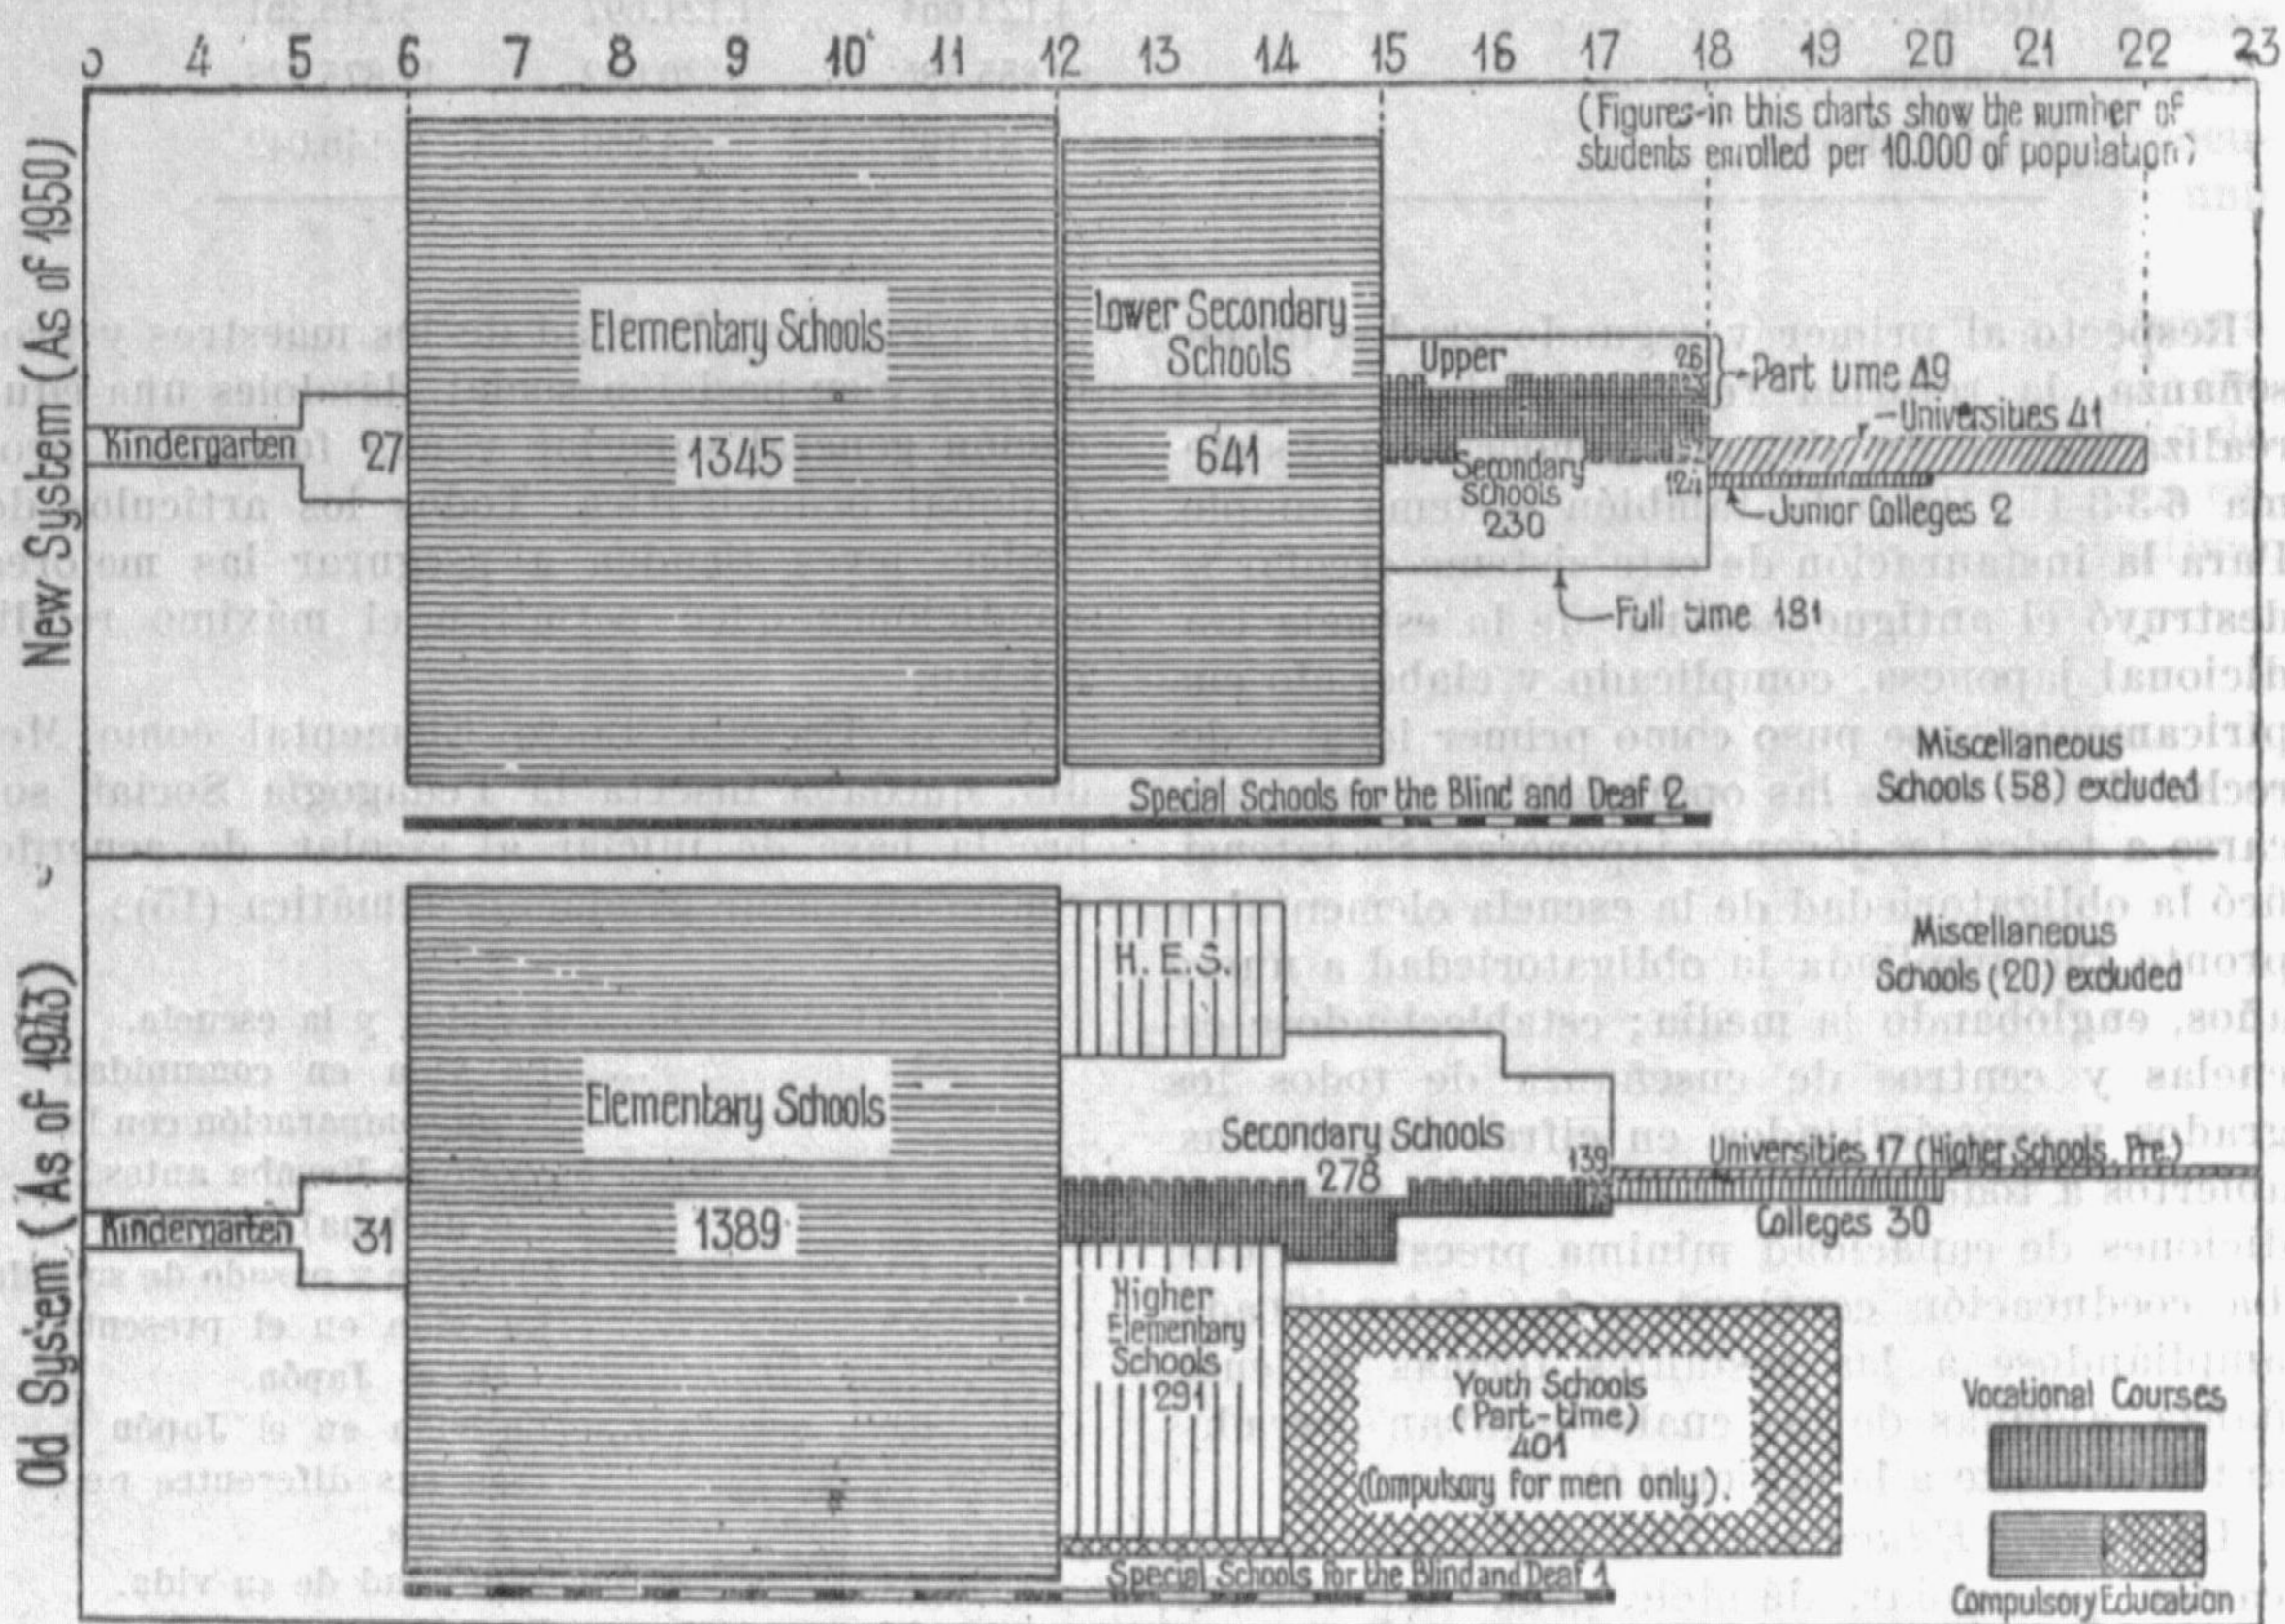 3 4 5 6 7 8 9 10 11 12 13 14 15 16 17 18 19 20 21 22 23
New System (As of 1950)
(Figures in this charts show the number of
students enrolled per 10.000 of population)
Kindergarten 27
Elementary Schools
1345
Lower Secondary
Schools
641
Upper
Secondary
Schools
230
26
124
Part time 49
Universities 41
Junior Colleges 2
Full time 181
Miscellaneous
Schools (58) excluded
Special Schools for the Blind and Deaf 2
Old System (As of 1943)
Miscellaneous
Schools (20) excluded
Kindergarten 31
Elementary Schools
1389
H. E. S.
Secondary Schools
278
139
Universities 17 (Higher Schools, Pre.)
Colleges 30
Higher
Elementary
Schools
291
Youth Schools
(Part-time)
401
(Compulsory for men only).
Special Schools for the Blind and Deaf 1
Vocational Courses
Compulsory Education